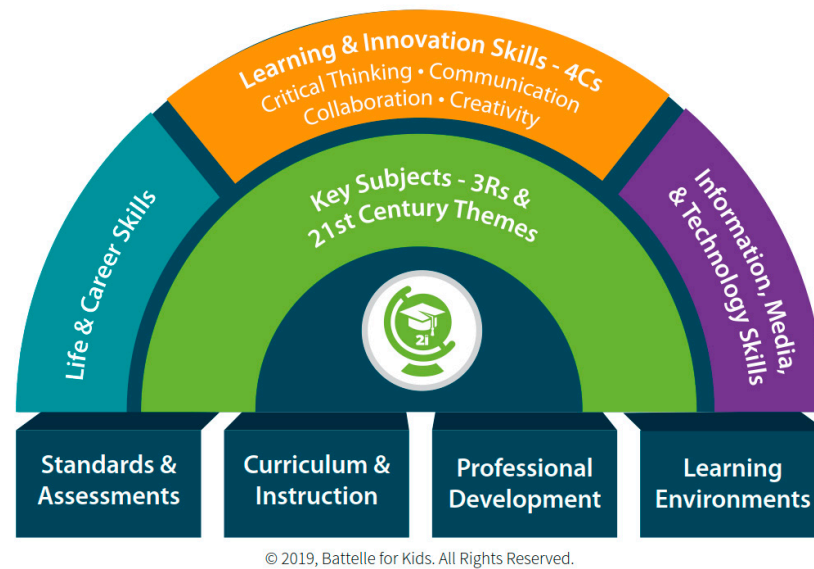 Learning & Innovation Skills - 4Cs
Critical Thinking • Communication
Collaboration • Creativity
Life & Career Skills
Key Subjects - 3Rs &
21st Century Themes
Information, Media,
& Technology Skills
2i
Standards &
Assessments
Curriculum &
Instruction
Professional
Development
Learning
Environments
© 2019, Battelle for Kids. All Rights Reserved.